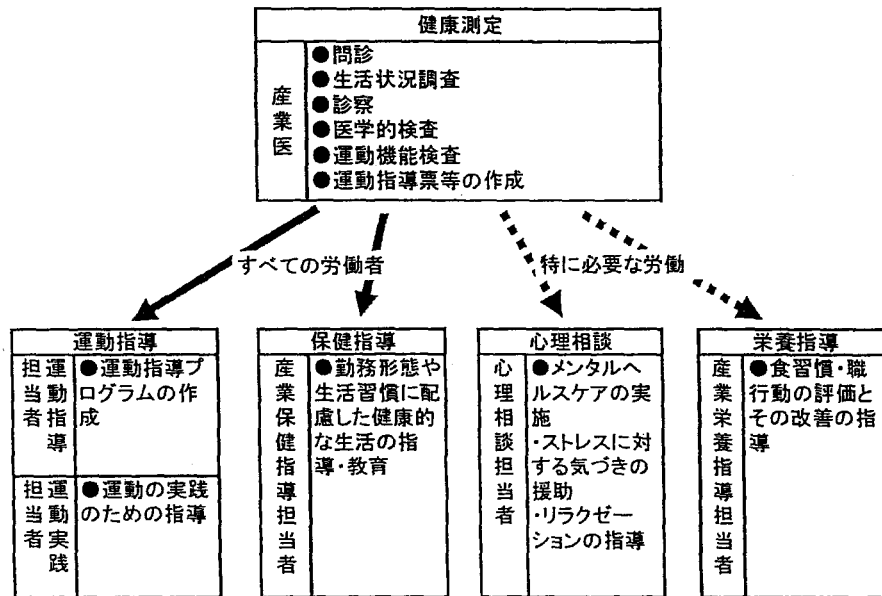 健康測定
産業医
●問診
●生活状況調査
●診察
●医学的検査
●運動機能検査
●運動指導票等の作成
すべての労働者
特に必要な労働
運動指導
運動指導
担当者
●運動指導プ
ログラムの作
成
運動実践
担当者
●運動の実践
のための指導
保健指導
産業保健指導担当者
●勤務形態や
生活習慣に配
慮した健康的
な生活の指
導・教育
心理相談
心理相談担当者
●メンタルヘ
ルスケアの実
施
・ストレスに対
する気づきの
援助
・リラクゼー
ションの指導
栄養指導
産業栄養指導担当者
●食習慣・職
行動の評価と
その改善の指
導